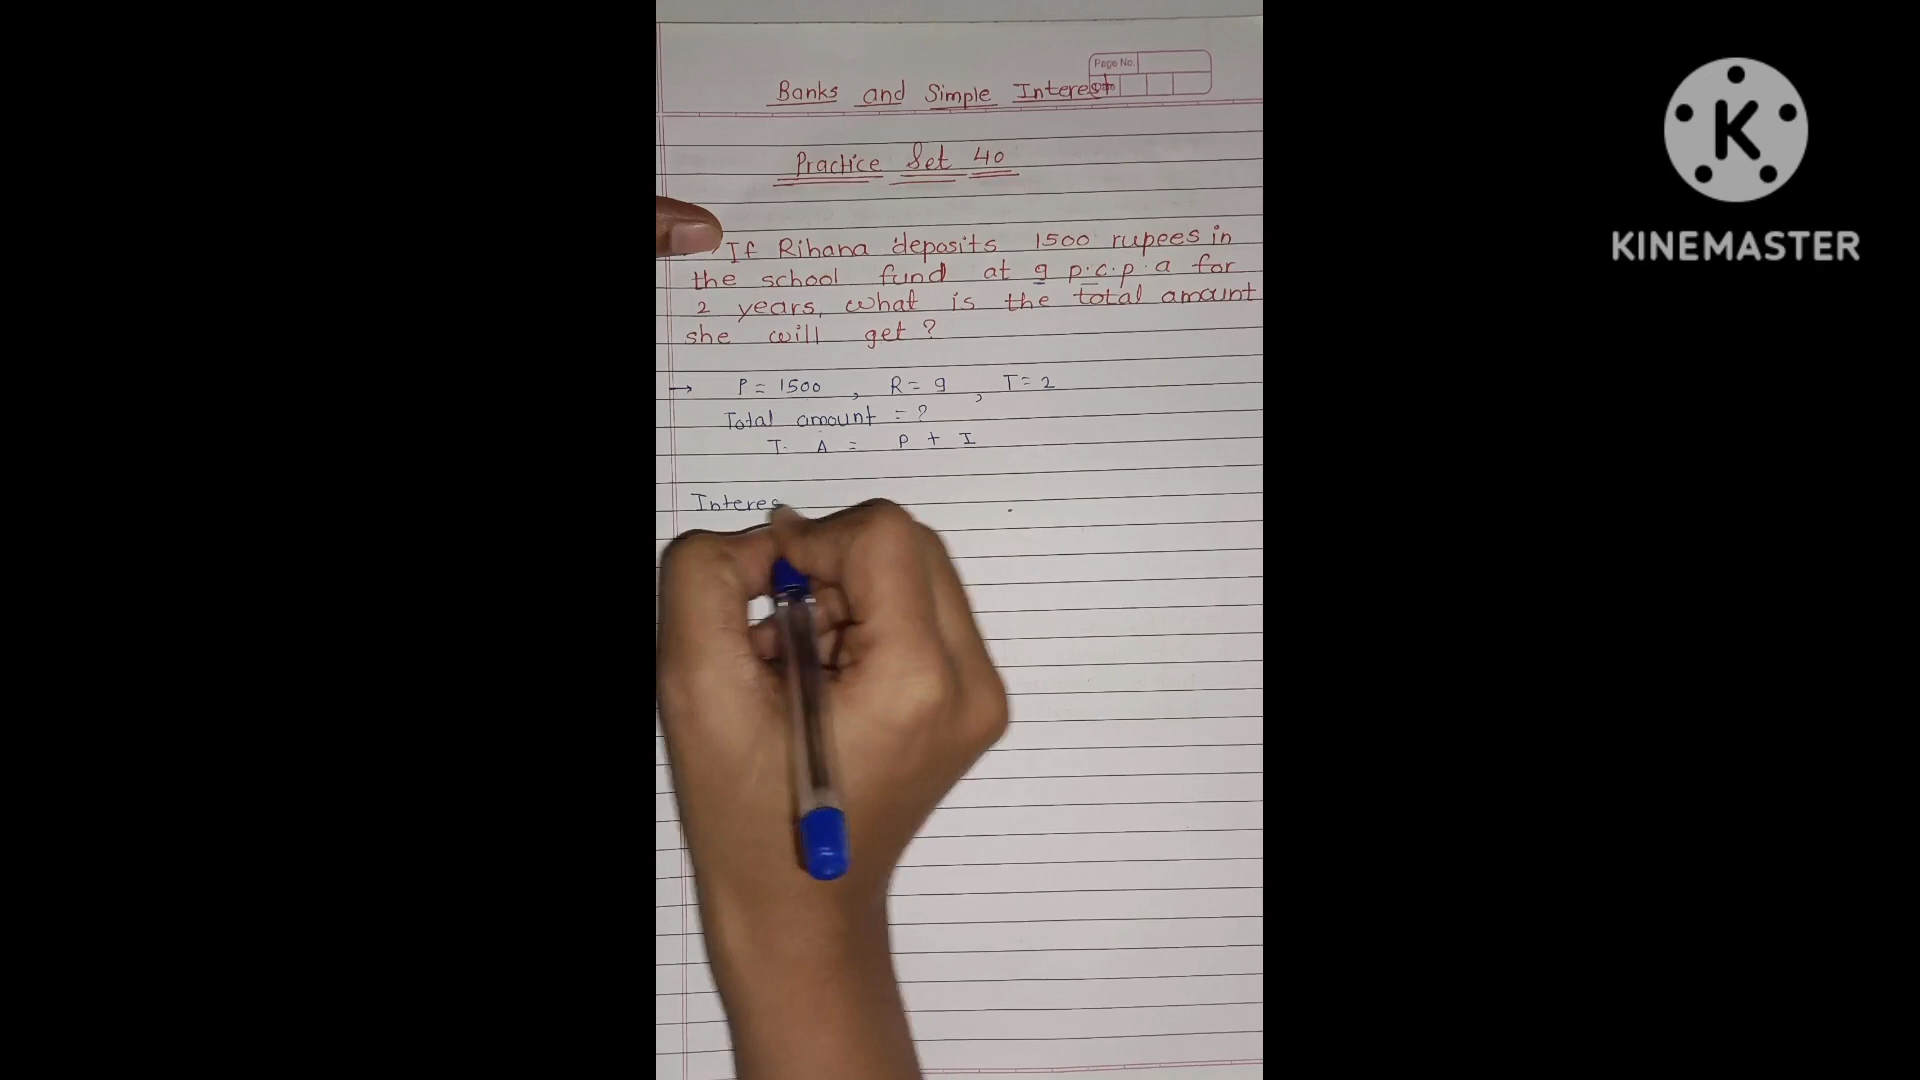 Page No.
Banks and Simple Interest
Practice Set 40
If Rihana deposits 1500 rupees in
the school fund at 9 p.c.p.a for
2 years, what is the total amount
she will get?
→ P = 1500 , R = 9 , T = 2
Total amount = ?
T. A = P + I
Interes
KINEMASTER